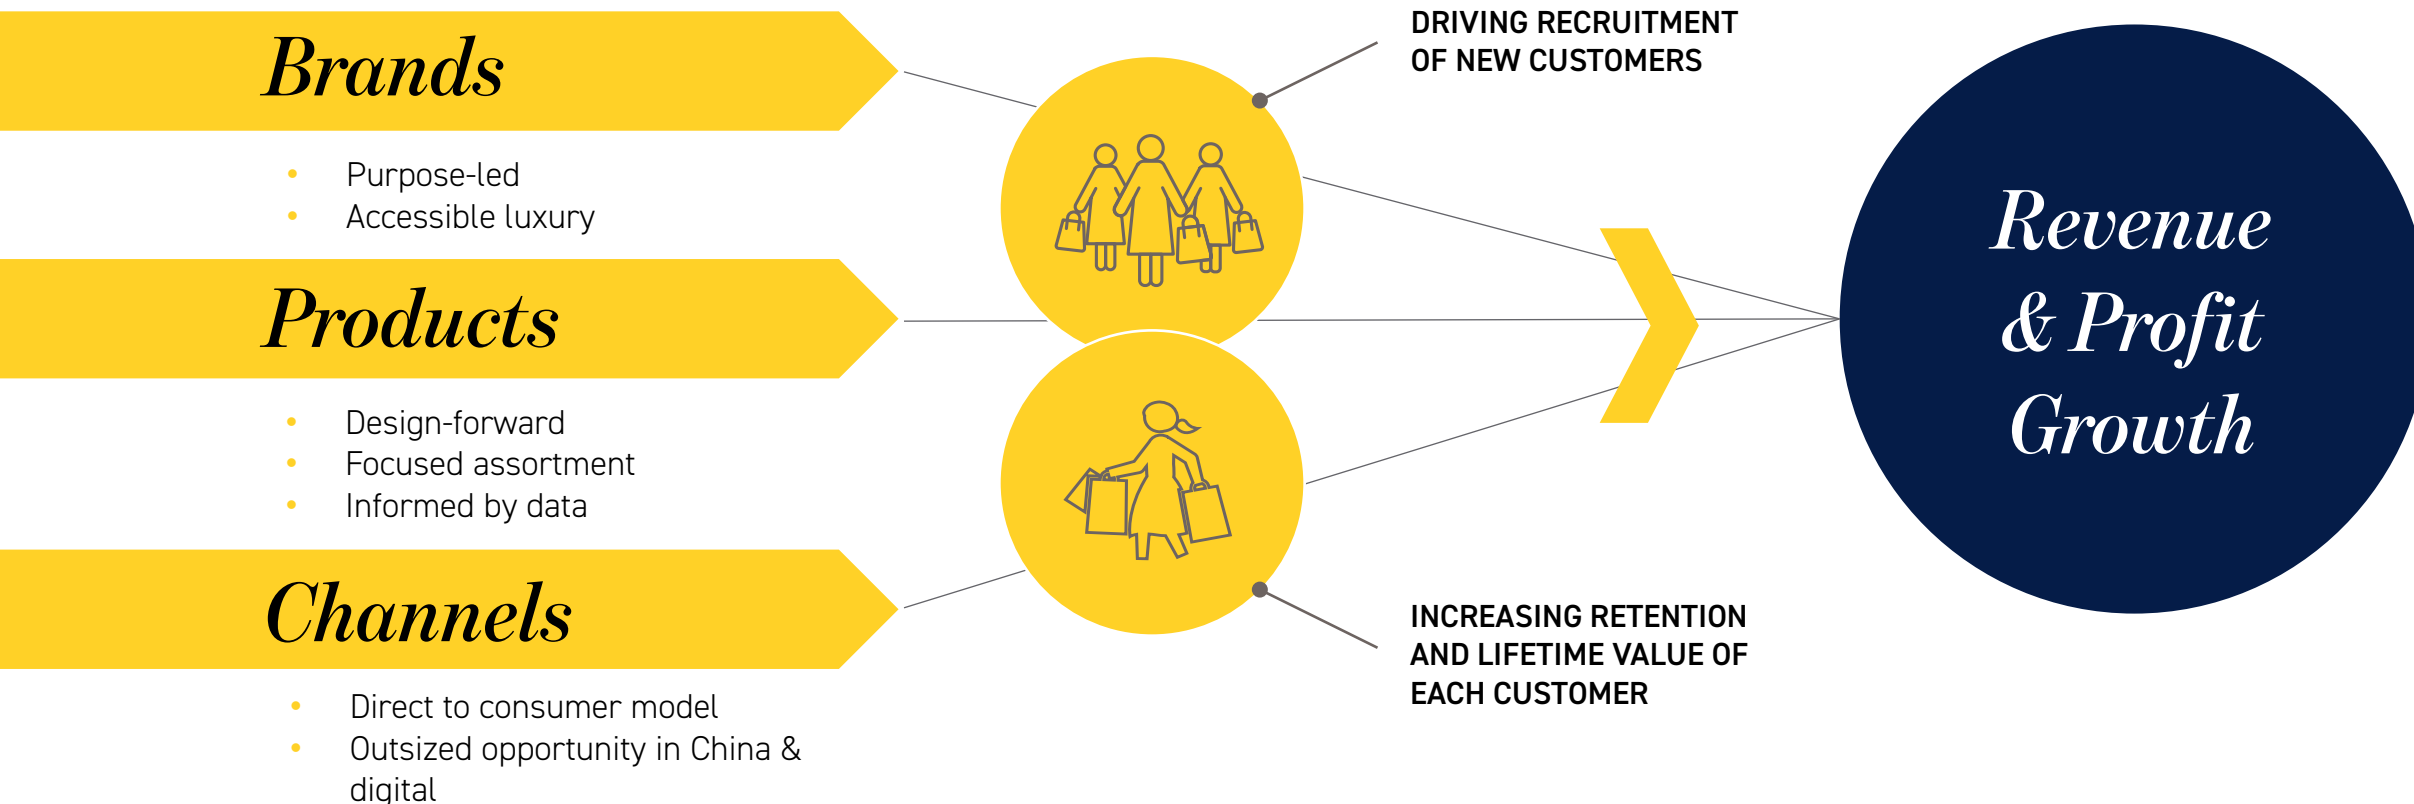 Brands
• Purpose-led
• Accessible luxury
Products
• Design-forward
• Focused assortment
• Informed by data
Channels
• Direct to consumer model
• Outsized opportunity in China &
digital
DRIVING RECRUITMENT
OF NEW CUSTOMERS
INCREASING RETENTION
AND LIFETIME VALUE OF
EACH CUSTOMER
Revenue
& Profit
Growth